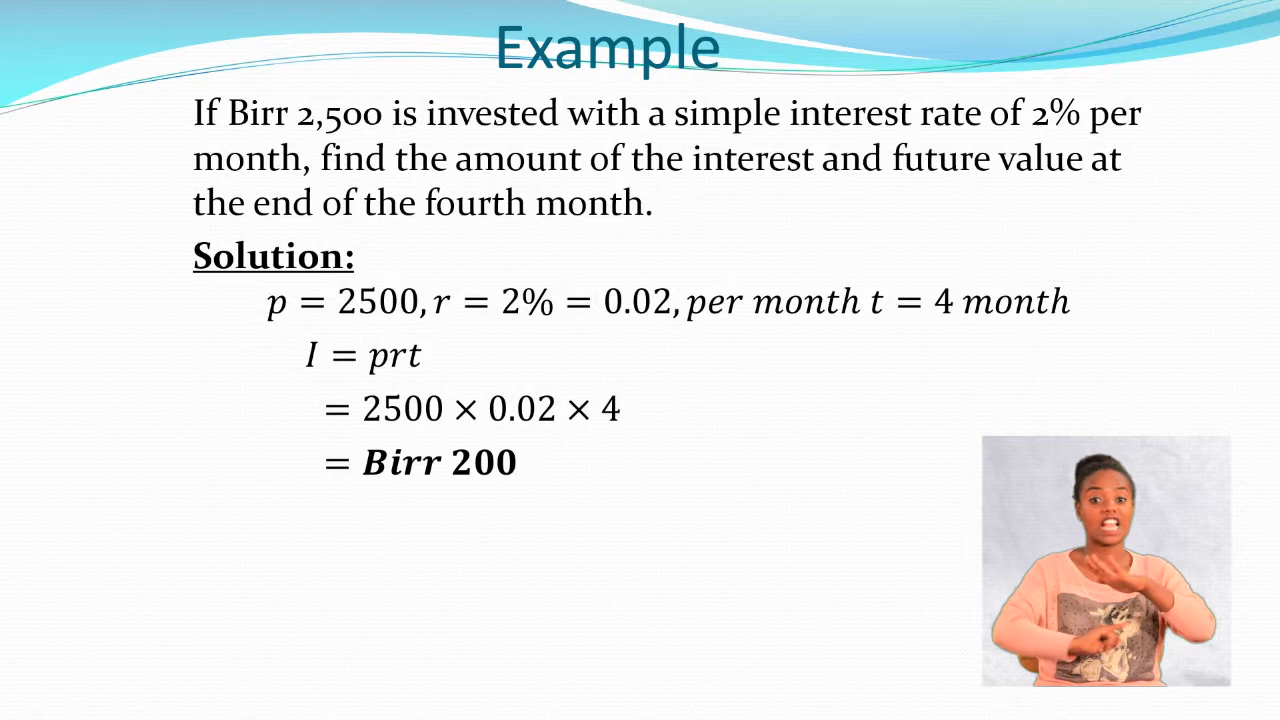 Example
If Birr 2,500 is invested with a simple interest rate of 2% per
month, find the amount of the interest and future value at
the end of the fourth month.
Solution:
p = 2500, r = 2% = 0.02, per month t = 4 month
I = prt
= 2500 × 0.02 × 4
= Birr 200